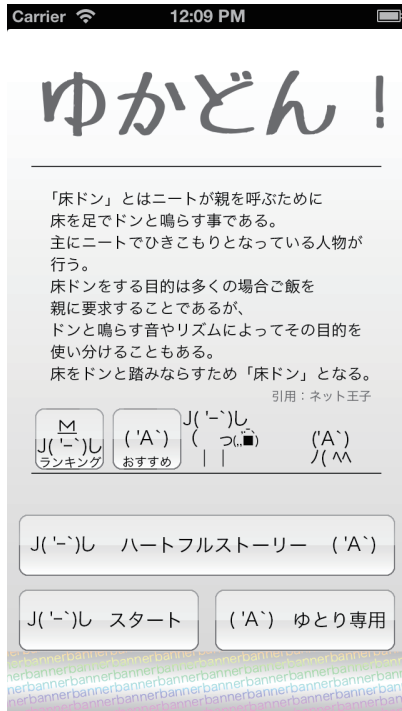 Carrier 12:09 PM
ゆかどん！
「床ドン」とはニートが親を呼ぶために
床を足でドンと鳴らす事である。
主にニートでひきこもりとなっている人物が
行う。
床ドンをする目的は多くの場合ご飯を
親に要求することであるが、
ドンと鳴らす音やリズムによってその目的を
使い分けることもある。
床をドンと踏みならすため「床ドン」となる。
引用：ネット王子
M
J( '-`)し
ランキング
( 'A`)
おすすめ
J( '-`)し
(　つ(,,■)
｜｜
('A`)
ノ( ヘヘ
J( '-`)し　ハートフルストーリー　( 'A`)
J( '-`)し　スタート
( 'A`)　ゆとり専用
nerbannerbannerbannerbannerbannerbanner
nerbannerbannerbannerbannerbannerbanner
nerbannerbannerbannerbannerbannerbanner